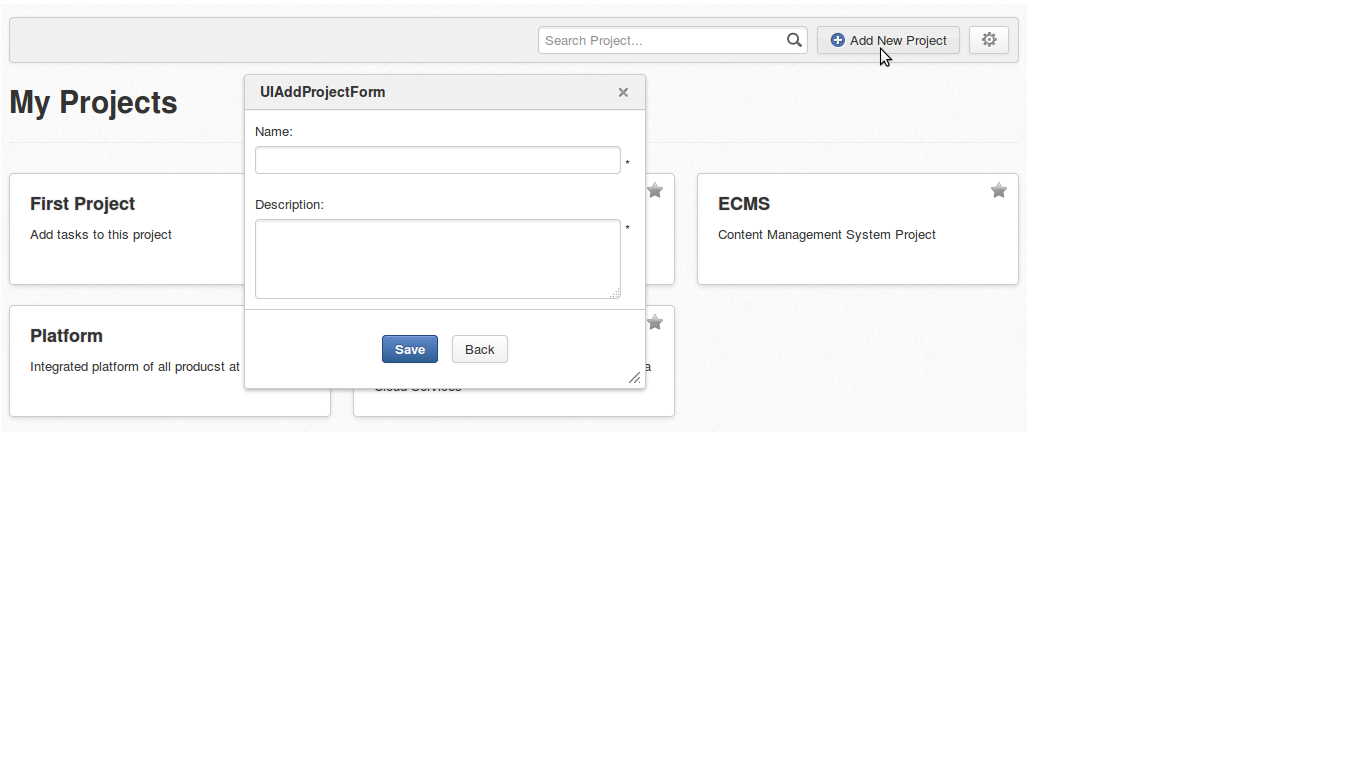 Search Project...
Add New Project
My Projects
UIAddProjectForm
Name:
*
Description:
*
Save
Back
First Project
Add tasks to this project
ECMS
Content Management System Project
Platform
Integrated platform of all producst at
a